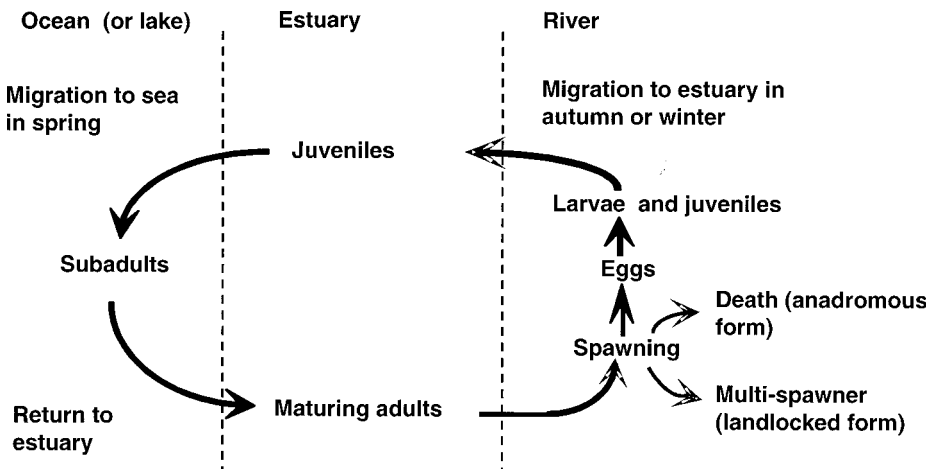 Ocean (or lake)
Estuary
River
Migration to sea
in spring
Migration to estuary in
autumn or winter
Juveniles
Larvae and juveniles
Subadults
Eggs
Death (anadromous
form)
Spawning
Multi-spawner
(landlocked form)
Return to
estuary
Maturing adults